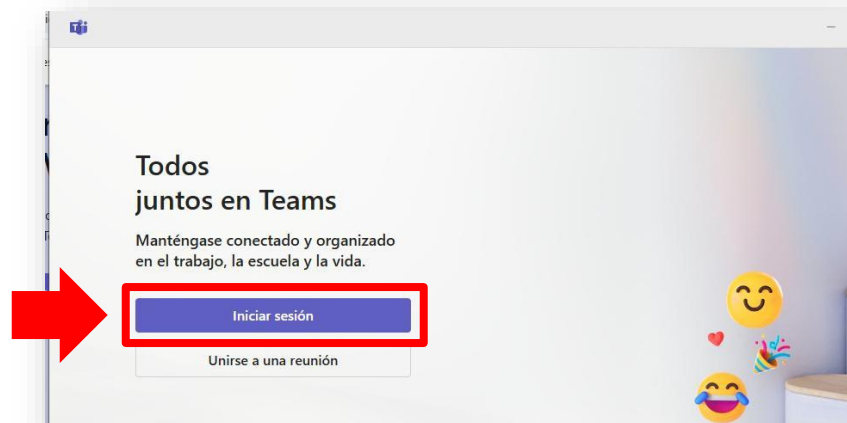 Todos
juntos en Teams
Manténgase conectado y organizado
en el trabajo, la escuela y la vida.
Iniciar sesión
Unirse a una reunión